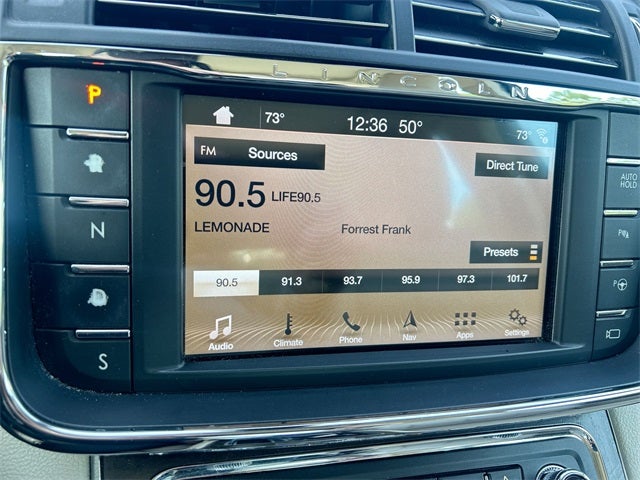 LINCOLN
P
73° 12:36 50° 73°
FM Sources
Direct Tune
90.5 LIFE90.5
LEMONADE Forrest Frank
Presets
90.5 91.3 93.7 95.9 97.3 101.7
Audio Climate Phone Nav Apps Settings
N
S
AUTO
HOLD
P
P